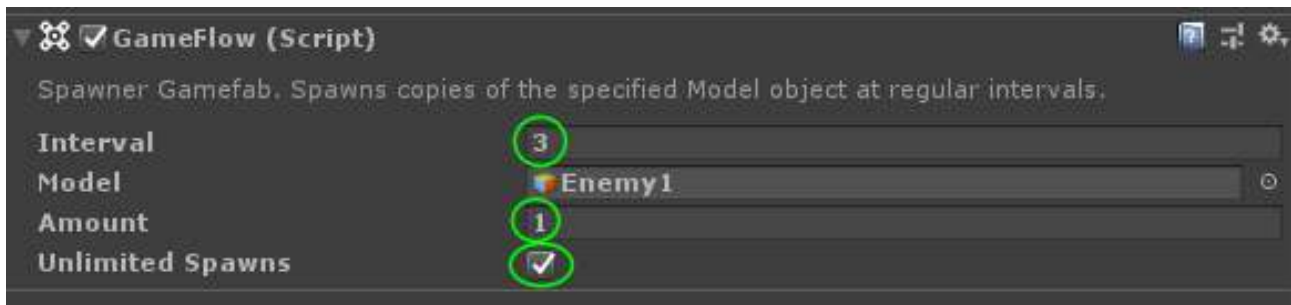 GameFlow (Script)
Spawner Gamefab. Spawns copies of the specified Model object at regular intervals.
Interval 3
Model Enemy1
Amount 1
Unlimited Spawns